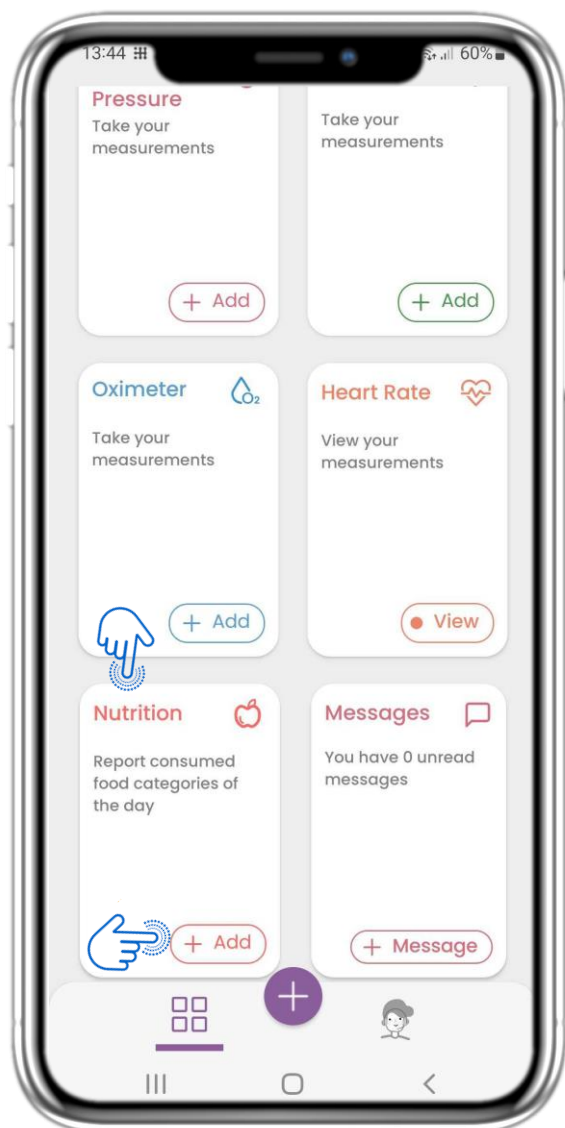 13:44
60%
Pressure
Take your
measurements
+ Add
Take your
measurements
+ Add
Oximeter
O2
Take your
measurements
+ Add
Heart Rate
View your
measurements
View
Nutrition
Report consumed
food categories of
the day
+ Add
Messages
You have 0 unread
messages
+ Message